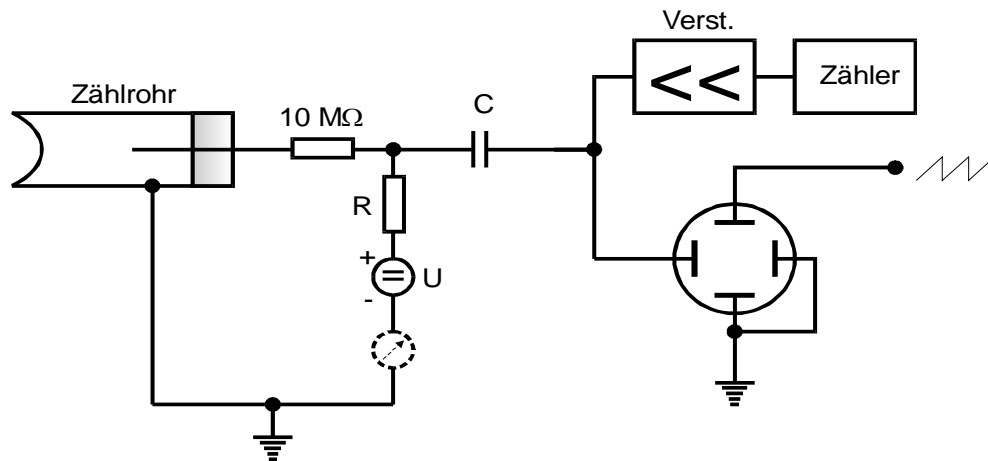 Verst.
<<
Zähler
Zählrohr
10 MΩ
C
R
+
=
U
-